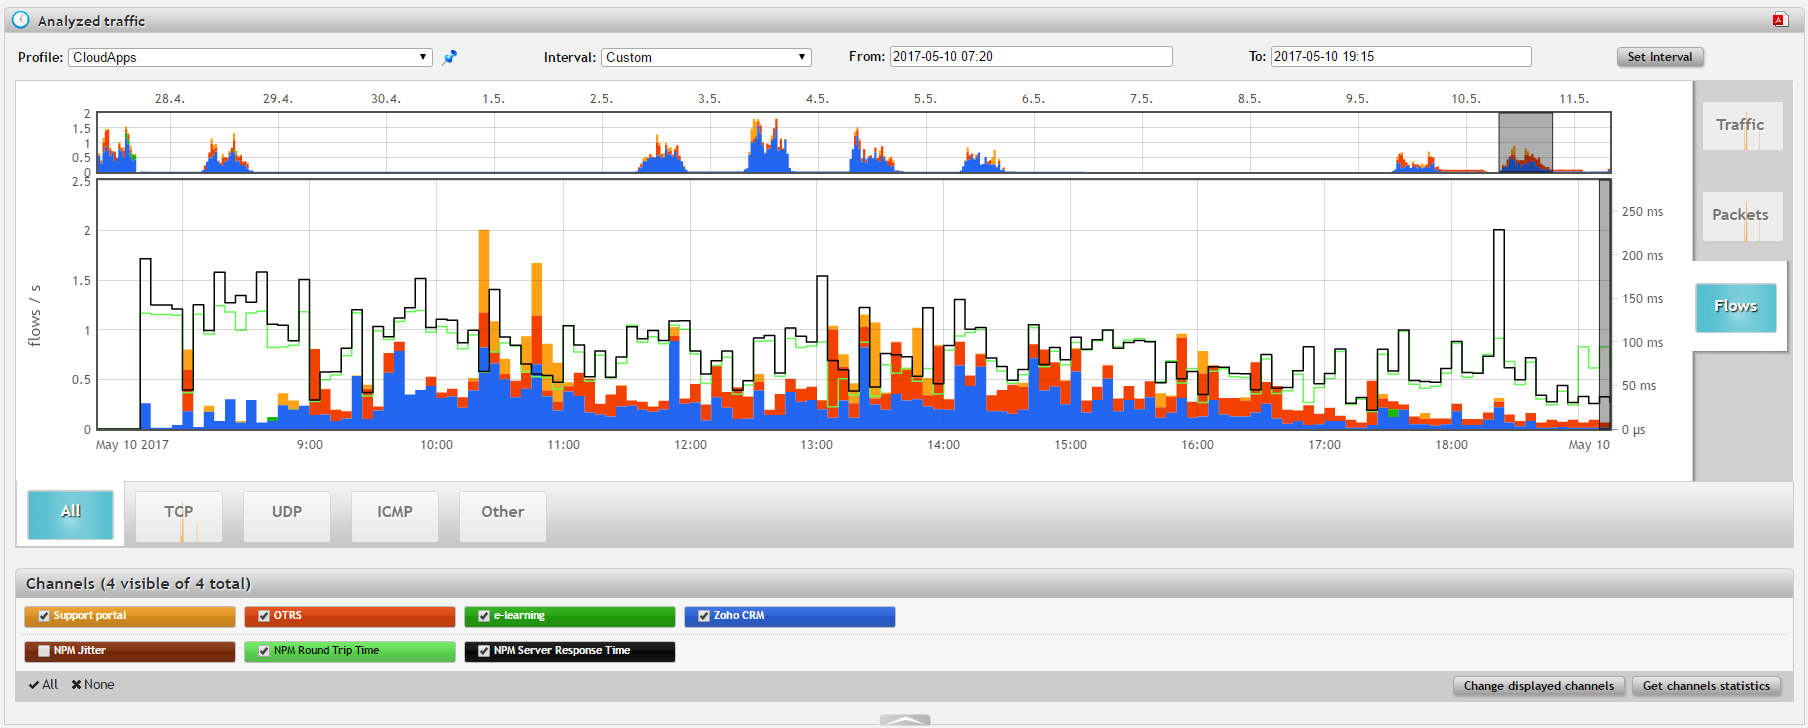 Analyzed traffic
Profile: CloudApps Interval: Custom From: 2017-05-10 07:20 To: 2017-05-10 19:15 Set Interval
28.4. 29.4. 30.4. 1.5. 2.5. 3.5. 4.5. 5.5. 6.5. 7.5. 8.5. 9.5. 10.5. 11.5.
2
1.5
1
0.5
0
2.5
2
1.5
1
0.5
0
flows / s
250 ms
200 ms
150 ms
100 ms
50 ms
0 µs
May 10 2017 9:00 10:00 11:00 12:00 13:00 14:00 15:00 16:00 17:00 18:00 May 10
Traffic
Packets
Flows
All TCP UDP ICMP Other
Channels (4 visible of 4 total)
Support portal OTRS e-learning Zoho CRM
NPM Jitter NPM Round Trip Time NPM Server Response Time
All None
Change displayed channels Get channels statistics